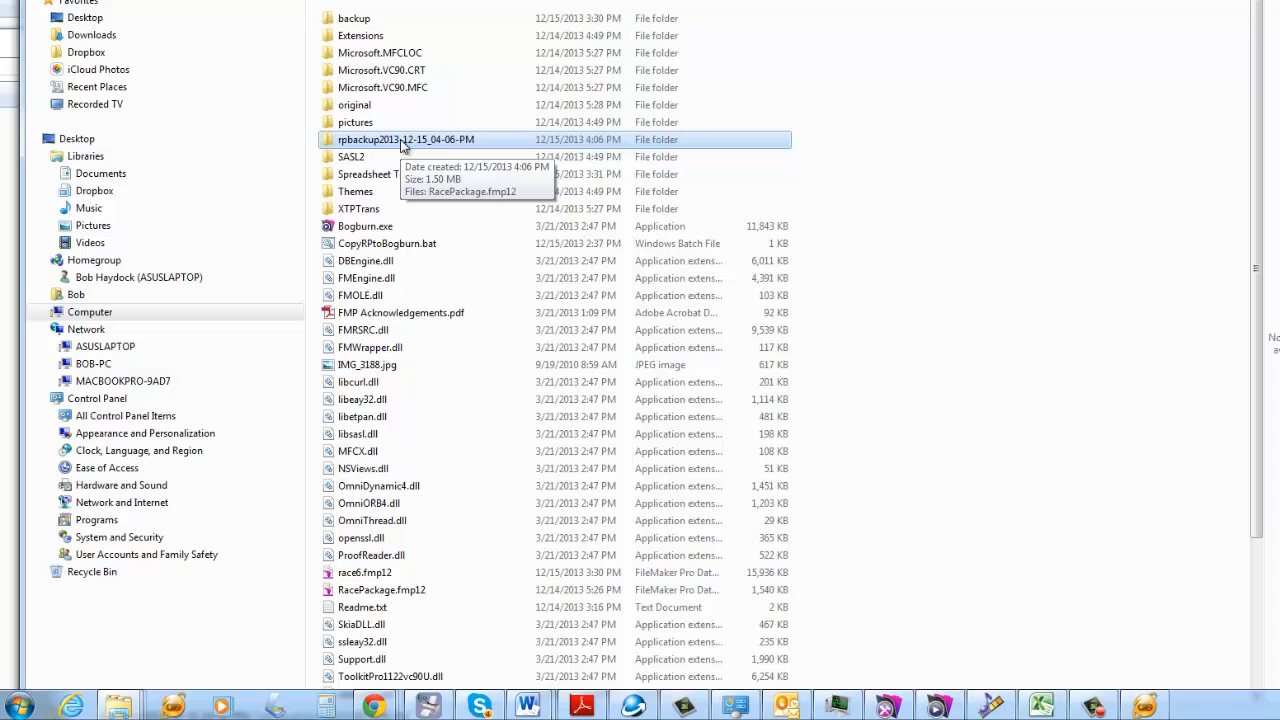 Favorites
Desktop
Downloads
Dropbox
iCloud Photos
Recent Places
Recorded TV
Desktop
Libraries
Documents
Dropbox
Music
Pictures
Videos
Homegroup
Bob Haydock (ASUSLAPTOP)
Bob
Computer
Network
ASUSLAPTOP
BOB-PC
MACBOOKPRO-9AD7
Control Panel
All Control Panel Items
Appearance and Personalization
Clock, Language, and Region
Ease of Access
Hardware and Sound
Network and Internet
Programs
System and Security
User Accounts and Family Safety
Recycle Bin
backup 12/15/2013 3:30 PM File folder
Extensions 12/14/2013 4:49 PM File folder
Microsoft.MFCLOC 12/14/2013 5:27 PM File folder
Microsoft.VC90.CRT 12/14/2013 5:27 PM File folder
Microsoft.VC90.MFC 12/14/2013 5:27 PM File folder
original 12/14/2013 5:28 PM File folder
pictures 12/14/2013 5:27 PM File folder
rpbackup2013-12-15_04-06-PM 12/15/2013 4:06 PM File folder
SASL2 12/14/2013 4:49 PM File folder
Spreadsheet T /15/2013 3:31 PM File folder
Themes /14/2013 4:49 PM File folder
XTPTrans 12/14/2013 5:27 PM File folder
Date created: 12/15/2013 4:06 PM
Size: 1.50 MB
Files: RacePackage.fmp12
Bogburn.exe 3/21/2013 2:47 PM Application 11,843 KB
CopyRPtoBogburn.bat 12/15/2013 2:37 PM Windows Batch File 1 KB
DBEngine.dll 3/21/2013 2:47 PM Application extens... 6,011 KB
FMEngine.dll 3/21/2013 2:47 PM Application extens... 4,391 KB
FMOLE.dll 3/21/2013 2:47 PM Application extens... 103 KB
FMP Acknowledgements.pdf 3/21/2013 1:09 PM Adobe Acrobat D... 92 KB
FMRSRC.dll 3/21/2013 2:47 PM Application extens... 9,539 KB
FMWrapper.dll 3/21/2013 2:47 PM Application extens... 117 KB
IMG_3188.jpg 9/19/2010 8:59 AM JPEG image 617 KB
libcurl.dll 3/21/2013 2:47 PM Application extens... 201 KB
libeay32.dll 3/21/2013 2:47 PM Application extens... 1,114 KB
libetpan.dll 3/21/2013 2:47 PM Application extens... 481 KB
libsasl.dll 3/21/2013 2:47 PM Application extens... 198 KB
MFCX.dll 3/21/2013 2:47 PM Application extens... 108 KB
NSViews.dll 3/21/2013 2:47 PM Application extens... 51 KB
OmniDynamic4.dll 3/21/2013 2:47 PM Application extens... 1,451 KB
OmniORB4.dll 3/21/2013 2:47 PM Application extens... 1,203 KB
OmniThread.dll 3/21/2013 2:47 PM Application extens... 29 KB
openssl.dll 3/21/2013 2:47 PM Application extens... 365 KB
ProofReader.dll 3/21/2013 2:47 PM Application extens... 522 KB
race6.fmp12 12/15/2013 3:30 PM FileMaker Pro Dat... 15,936 KB
RacePackage.fmp12 12/14/2013 5:26 PM FileMaker Pro Dat... 1,540 KB
Readme.txt 12/14/2013 3:16 PM Text Document 2 KB
SkiaDLL.dll 3/21/2013 2:47 PM Application extens... 467 KB
ssleay32.dll 3/21/2013 2:47 PM Application extens... 235 KB
Support.dll 3/21/2013 2:47 PM Application extens... 1,990 KB
ToolkitPro1122vc90U.dll 3/21/2013 2:47 PM Application extens... 6,254 KB
No